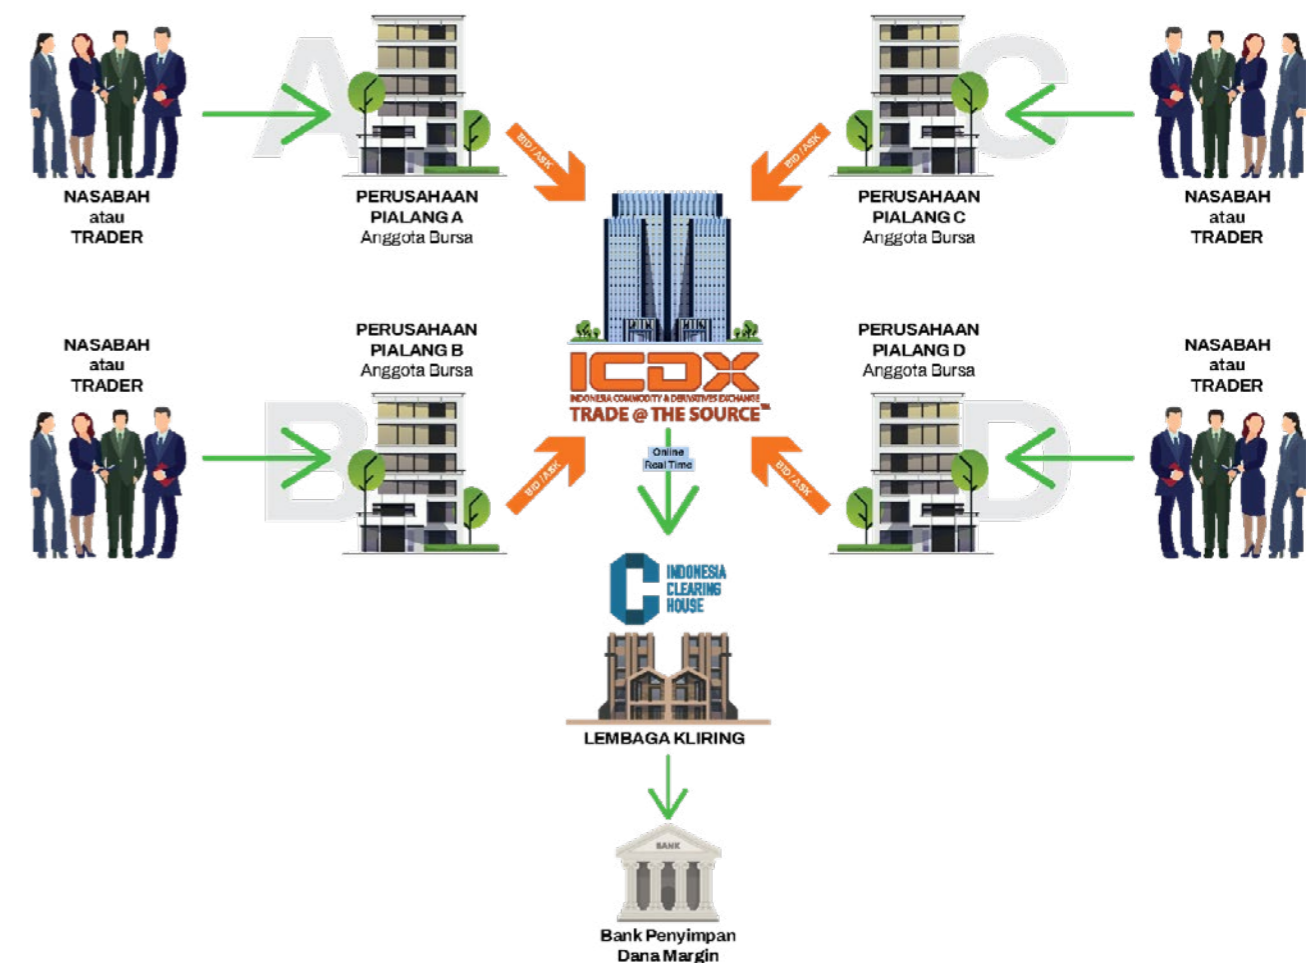 A
C
BID / ASK
BID / ASK
NASABAH
atau
TRADER
PERUSAHAAN
PIALANG A
Anggota Bursa
PERUSAHAAN
PIALANG C
Anggota Bursa
NASABAH
atau
TRADER
NASABAH
atau
TRADER
PERUSAHAAN
PIALANG B
Anggota Bursa
ICDX
INDONESIA COMMODITY & DERIVATIVES EXCHANGE
TRADE @ THE SOURCE™
PERUSAHAAN
PIALANG D
Anggota Bursa
NASABAH
atau
TRADER
B
D
BID / ASK
Online
Real Time
BID / ASK
INDONESIA
CLEARING
HOUSE
LEMBAGA KLIRING
BANK
Bank Penyimpan
Dana Margin